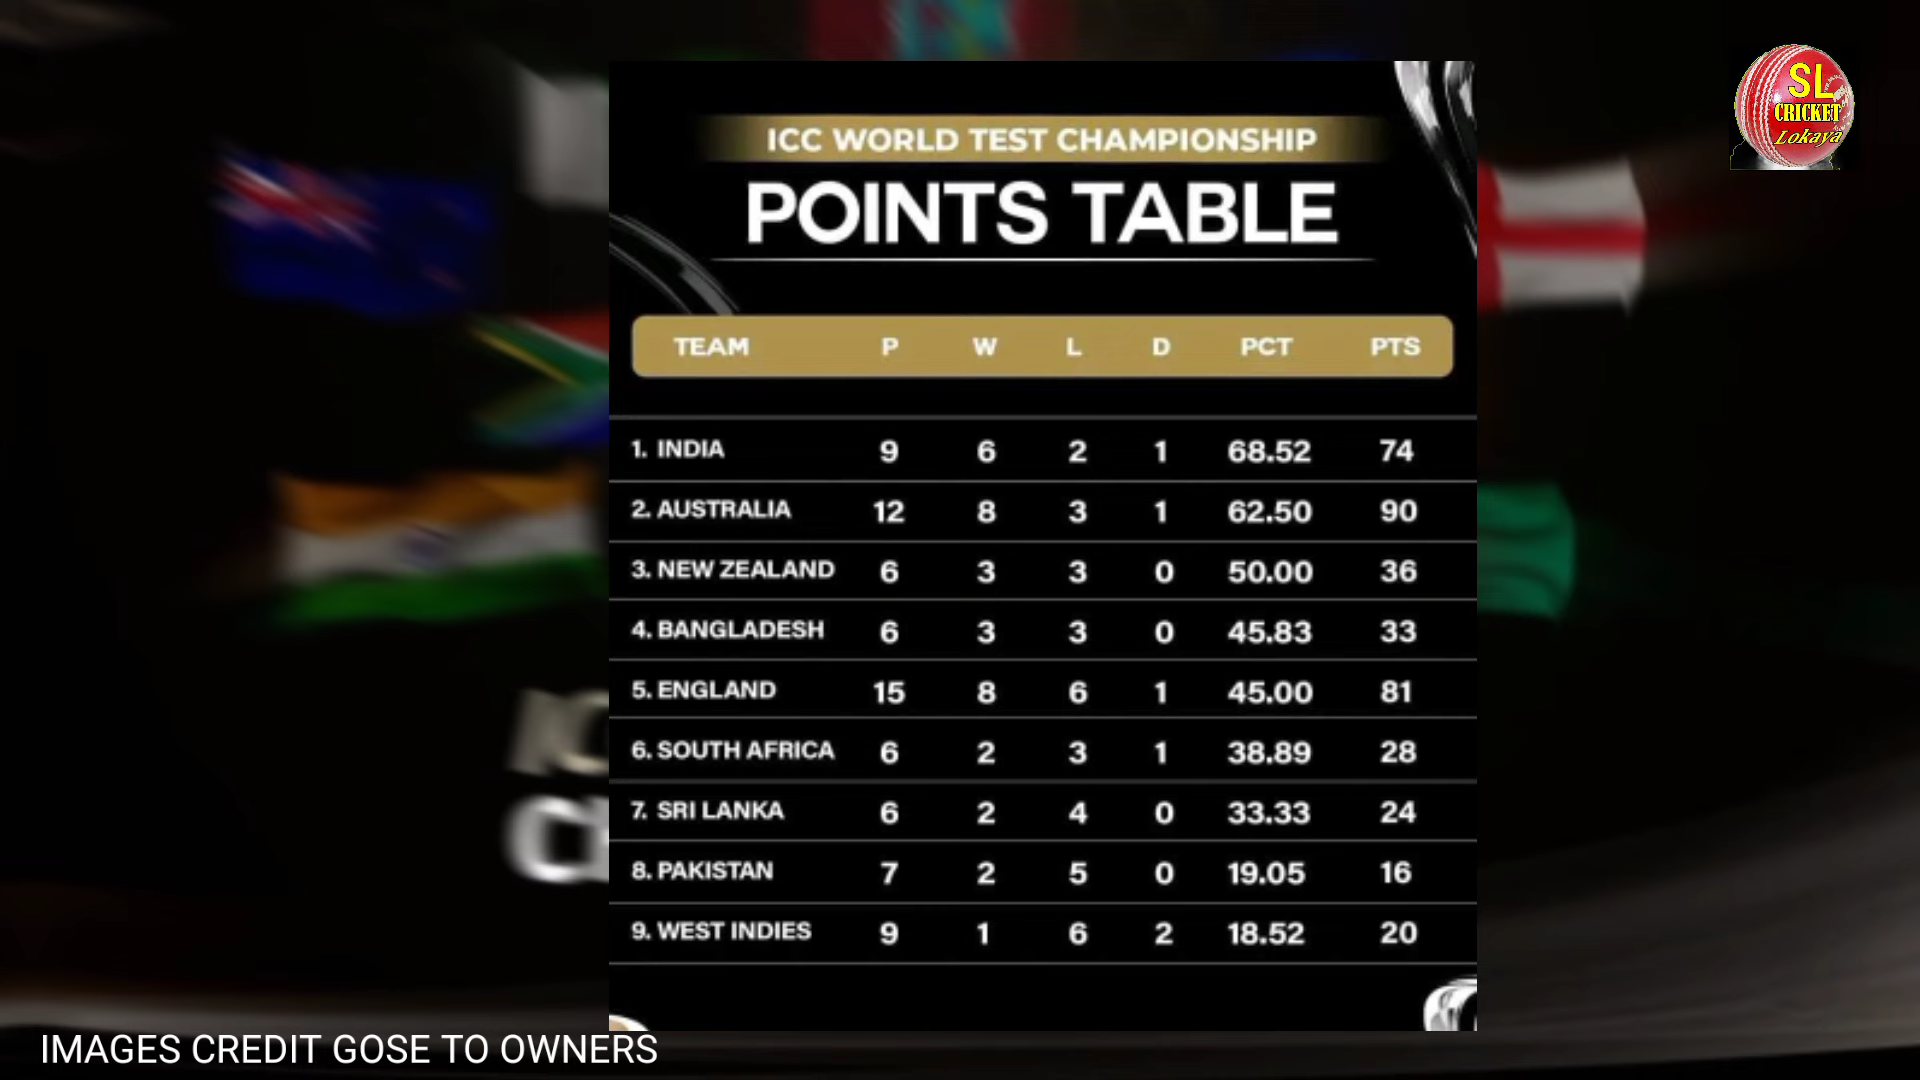 SL
CRICKET
Lokaya
ICC WORLD TEST CHAMPIONSHIP
POINTS TABLE
TEAM P W L D PCT PTS
1. INDIA 9 6 2 1 68.52 74
2. AUSTRALIA 12 8 3 1 62.50 90
3. NEW ZEALAND 6 3 3 0 50.00 36
4. BANGLADESH 6 3 3 0 45.83 33
5. ENGLAND 15 8 6 1 45.00 81
6. SOUTH AFRICA 6 2 3 1 38.89 28
7. SRI LANKA 6 2 4 0 33.33 24
8. PAKISTAN 7 2 5 0 19.05 16
9. WEST INDIES 9 1 6 2 18.52 20
IMAGES CREDIT GOSE TO OWNERS